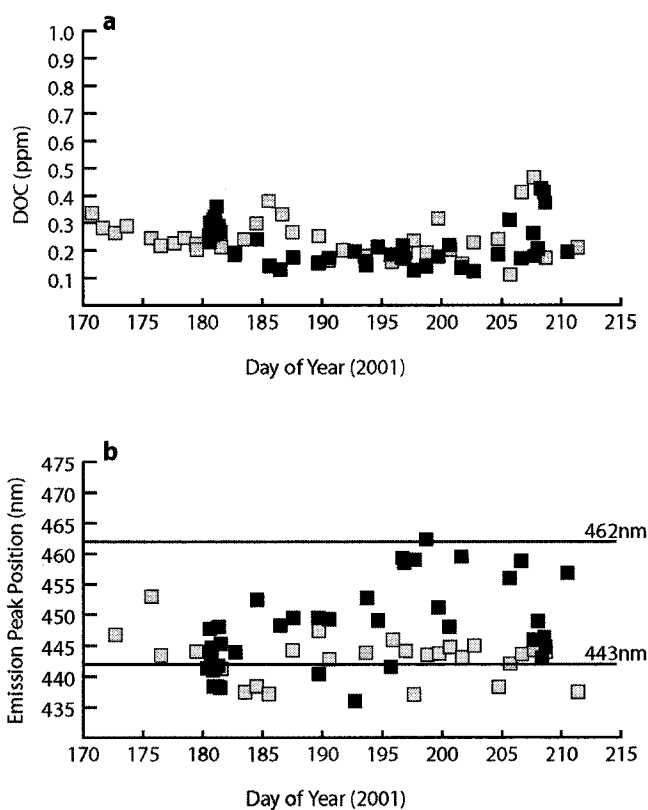 a
DOC (ppm)
1.0
0.9
0.8
0.7
0.6
0.5
0.4
0.3
0.2
0.1
170 175 180 185 190 195 200 205 210 215
Day of Year (2001)
b
Emission Peak Position (nm)
475
470
465
460
455
450
445
440
435
462nm
443nm
170 175 180 185 190 195 200 205 210 215
Day of Year (2001)